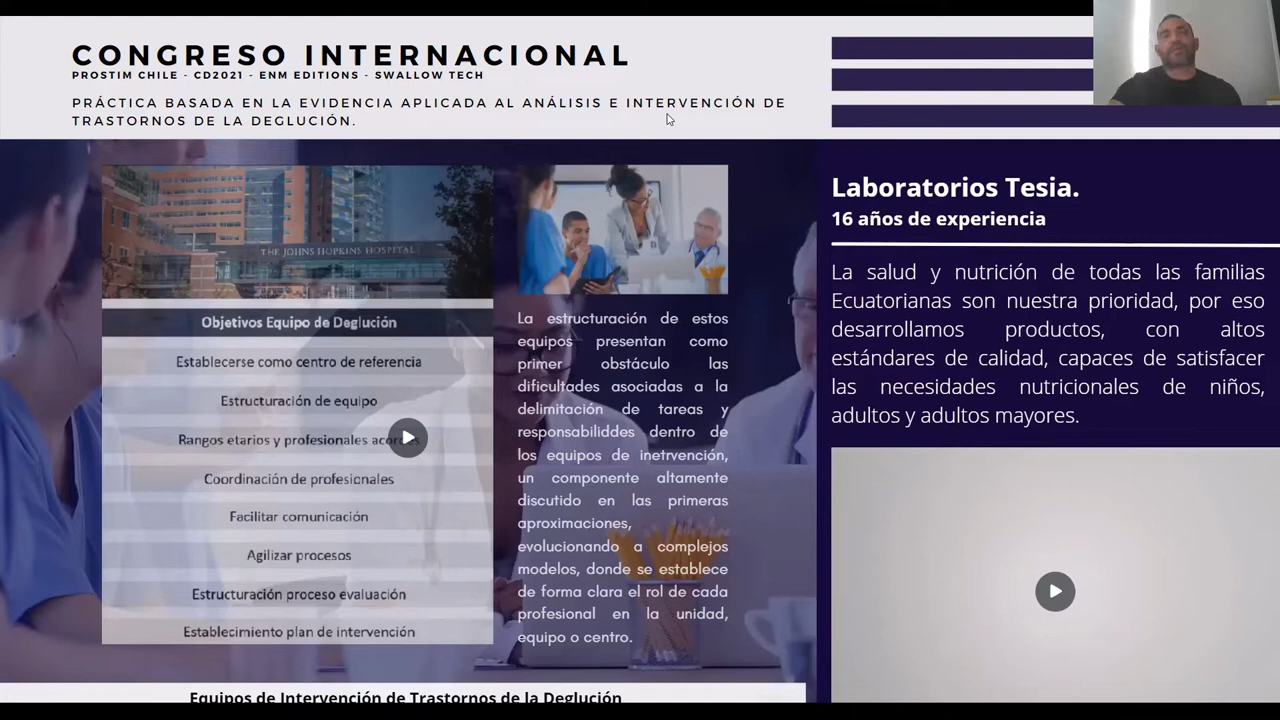 CONGRESO INTERNACIONAL
PROSTIM CHILE - CD2021 - ENM EDITIONS - SWALLOW TECH
PRÁCTICA BASADA EN LA EVIDENCIA APLICADA AL ANÁLISIS E INTERVENCIÓN DE
TRASTORNOS DE LA DEGLUCIÓN.
THE JOHNS HOPKINS HOSPITAL
Objetivos Equipo de Deglución
Establecerse como centro de referencia
Estructuración de equipo
Rangos etarios y profesionales acordes
Coordinación de profesionales
Facilitar comunicación
Agilizar procesos
Estructuración proceso evaluación
Establecimiento plan de intervención
La estructuración de estos
equipos presentan como
primer obstáculo las
dificultades asociadas a la
delimitación de tareas y
responsabiliddes dentro de
los equipos de inetrvención,
un componente altamente
discutido en las primeras
aproximaciones,
evolucionando a complejos
modelos, donde se establece
de forma clara el rol de cada
profesional en la unidad,
equipo o centro.
Equipos de Intervención de Trastornos de la Deglución
Laboratorios Tesia.
16 años de experiencia
La salud y nutrición de todas las familias
Ecuatorianas son nuestra prioridad, por eso
desarrollamos productos, con altos
estándares de calidad, capaces de satisfacer
las necesidades nutricionales de niños,
adultos y adultos mayores.